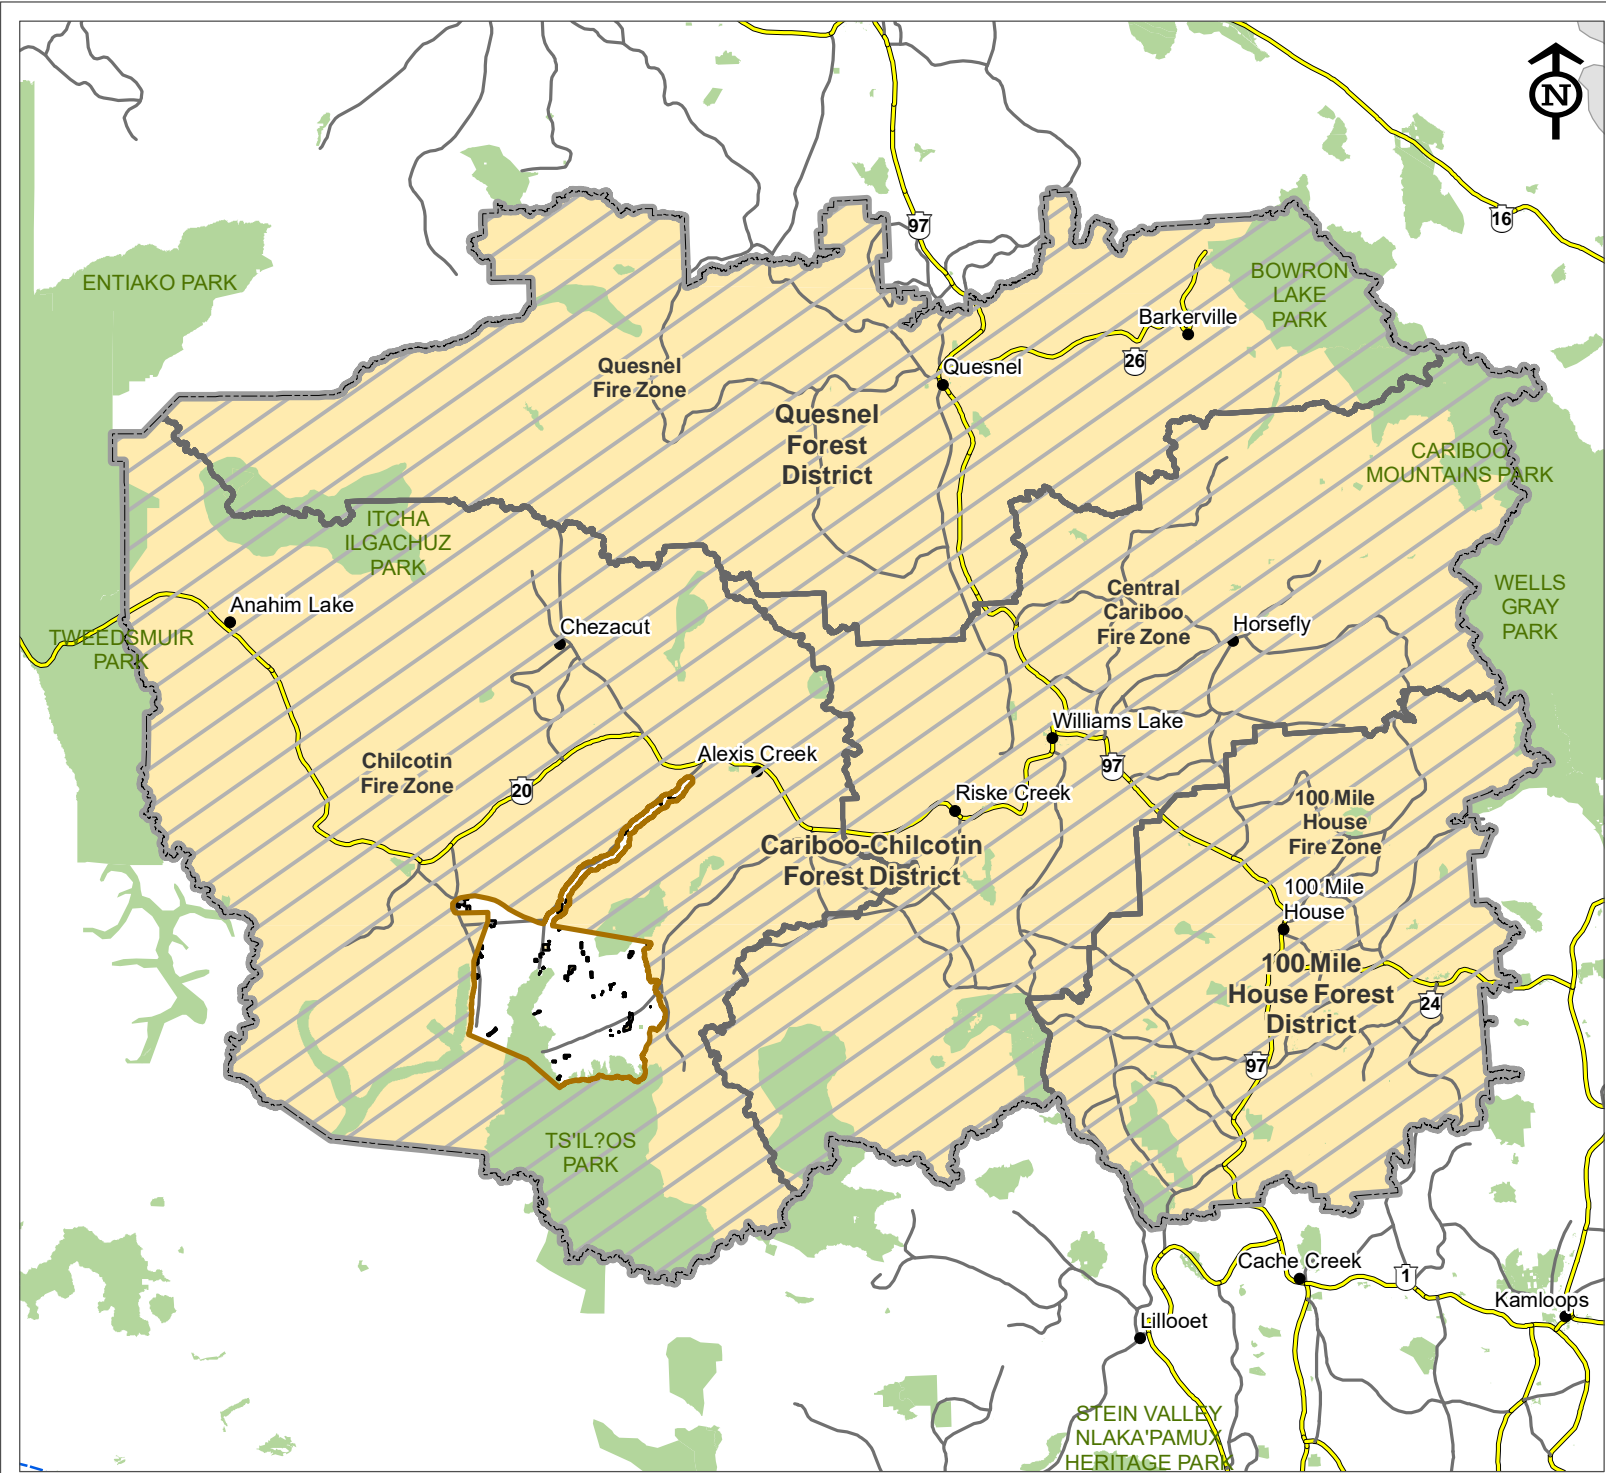 N
16
97
ENTIAKO PARK
BOWRON
LAKE
PARK
Barkerville
26
Quesnel
Fire Zone
Quesnel
Quesnel
Forest
District
CARIBOO
MOUNTAINS PARK
ITCHA
ILGACHUZ
PARK
Anahim Lake
Chezacut
TWEEDSMUIR
PARK
Central
Cariboo
Fire Zone
Horsefly
WELLS
GRAY
PARK
Williams Lake
97
Alexis Creek
Chilcotin
Fire Zone
20
Riske Creek
100 Mile
House
Fire Zone
Cariboo-Chilcotin
Forest District
100 Mile
House
100 Mile
House Forest
District
24
97
TS'IL?OS
PARK
Cache Creek
1
Kamloops
Lillooet
STEIN VALLEY
NLAKA'PAMUX
HERITAGE PARK